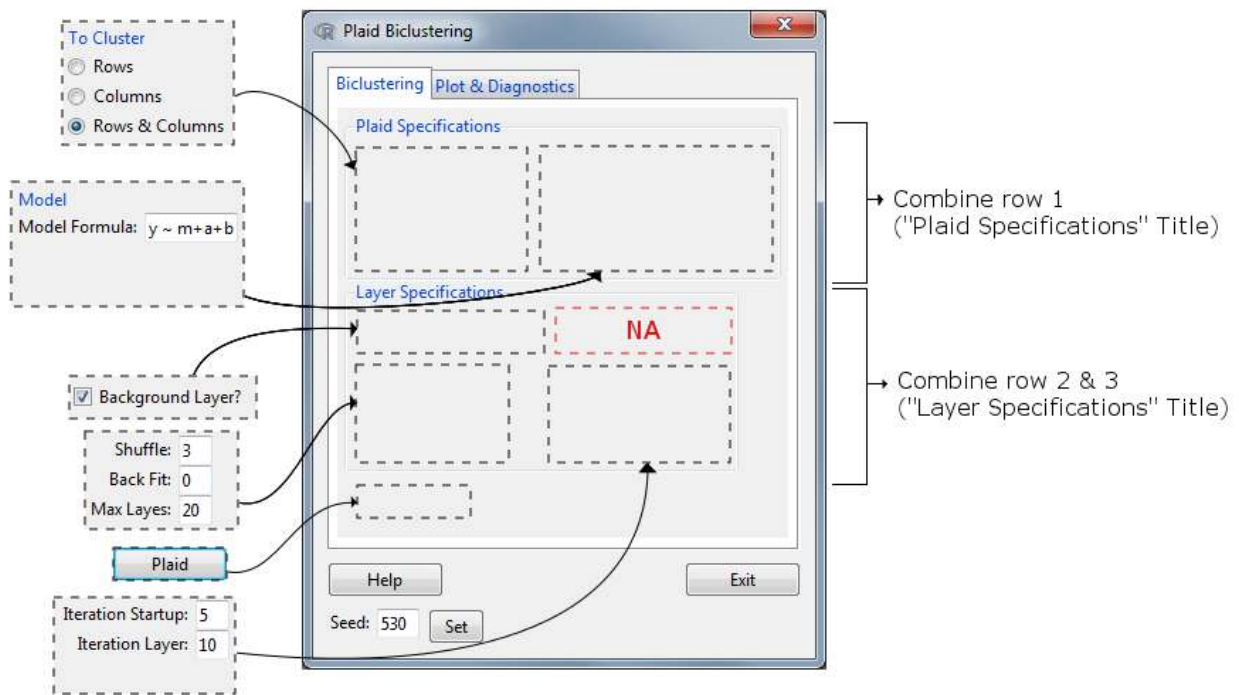 To Cluster
Rows
Columns
Rows & Columns
Model
Model Formula: y ~ m+a+b
Background Layer?
Shuffle: 3
Back Fit: 0
Max Layes: 20
Plaid
Iteration Startup: 5
Iteration Layer: 10
Plaid Biclustering
Biclustering Plot & Diagnostics
Plaid Specifications
Layer Specifications
NA
Help Exit
Seed: 530 Set
Combine row 1
("Plaid Specifications" Title)
Combine row 2 & 3
("Layer Specifications" Title)